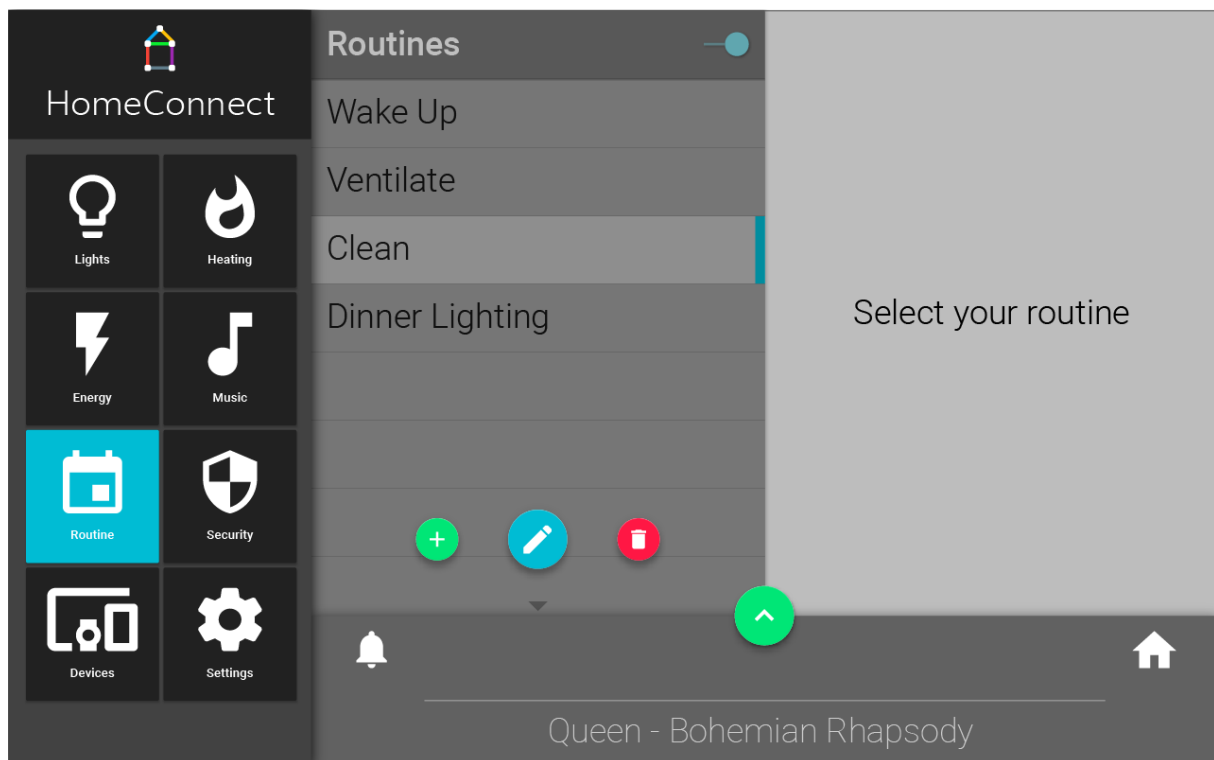 HomeConnect
Lights
Heating
Energy
Music
Routine
Security
Devices
Settings
Routines
Wake Up
Ventilate
Clean
Dinner Lighting
Select your routine
Queen - Bohemian Rhapsody